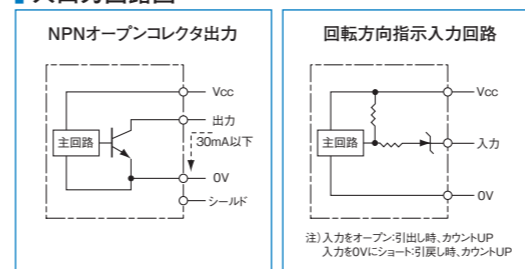 NPNオープンコレクタ出力
Vcc
出力
主回路
30mA以下
0V
シールド
回転方向指示入力回路
Vcc
主回路
入力
0V
注)入力をオープン:引出し時、カウントUP
入力を0Vにショート:引戻し時、カウントUP